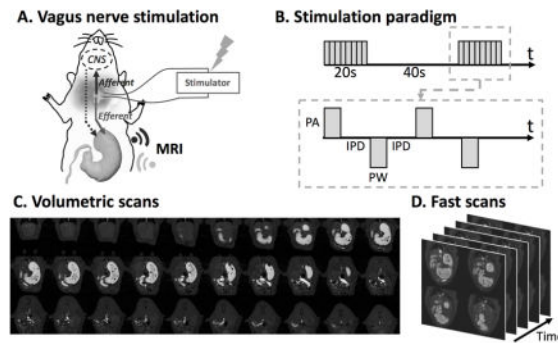 A. Vagus nerve stimulation
CNS
Afferent
Efferent
Stimulator
MRI
B. Stimulation paradigm
t
20s
40s
PA
IPD
PW
IPD
t
C. Volumetric scans
D. Fast scans
Time